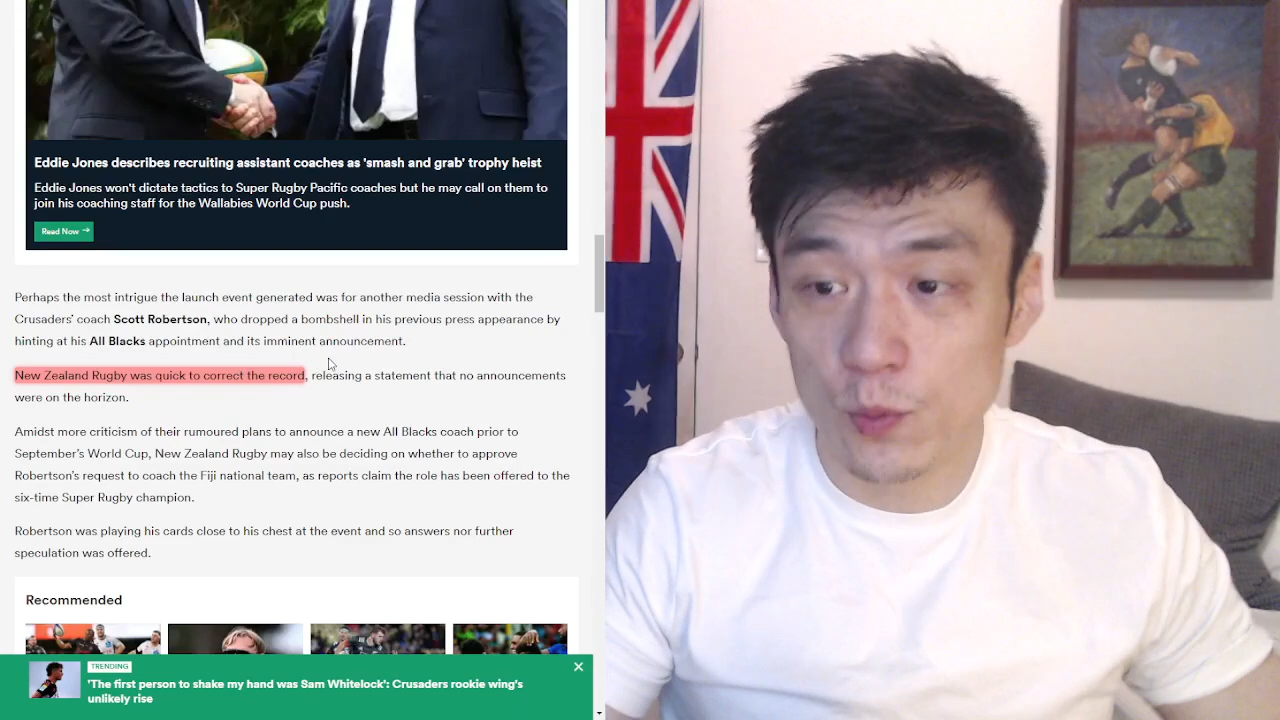 Eddie Jones describes recruiting assistant coaches as 'smash and grab' trophy heist
Eddie Jones won't dictate tactics to Super Rugby Pacific coaches but he may call on them to
join his coaching staff for the Wallabies World Cup push.
Read Now →
Perhaps the most intrigue the launch event generated was for another media session with the
Crusaders' coach Scott Robertson, who dropped a bombshell in his previous press appearance by
hinting at his All Blacks appointment and its imminent announcement.
New Zealand Rugby was quick to correct the record, releasing a statement that no announcements
were on the horizon.
Amidst more criticism of their rumoured plans to announce a new All Blacks coach prior to
September's World Cup, New Zealand Rugby may also be deciding on whether to approve
Robertson's request to coach the Fiji national team, as reports claim the role has been offered to the
six-time Super Rugby champion.
Robertson was playing his cards close to his chest at the event and so answers nor further
speculation was offered.
Recommended
TRENDING
'The first person to shake my hand was Sam Whitelock': Crusaders rookie wing's
unlikely rise